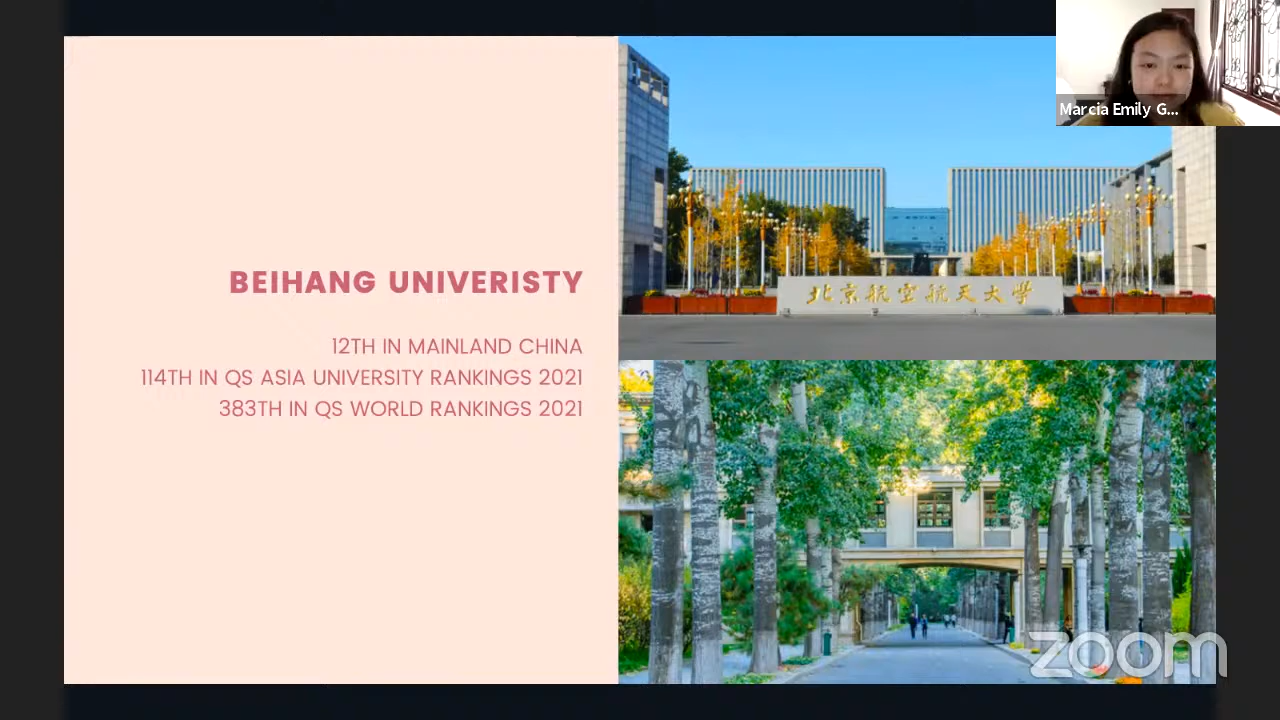 BEIHANG UNIVERISTY
12TH IN MAINLAND CHINA
114TH IN QS ASIA UNIVERSITY RANKINGS 2021
383TH IN QS WORLD RANKINGS 2021
Marcia Emily G...
北京航空航天大学
zoom